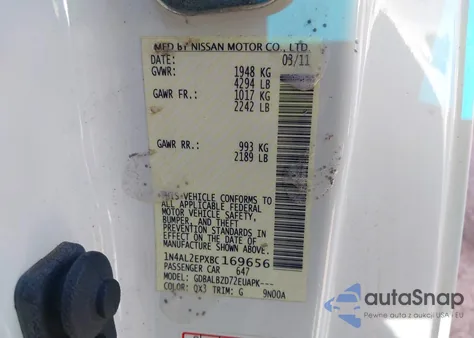 MFD BY NISSAN MOTOR CO., LTD.
DATE: 03/11
GVWR: 1948 KG
4294 LB
GAWR FR.: 1017 KG
2242 LB
GAWR RR.: 993 KG
2189 LB
THIS VEHICLE CONFORMS TO
ALL APPLICABLE FEDERAL
MOTOR VEHICLE SAFETY,
BUMPER, AND THEFT
PREVENTION STANDARDS IN
EFFECT ON THE DATE OF
MANUFACTURE SHOWN ABOVE.
1N4AL2EPXBC169656
PASSENGER CAR 647
MODEL: GDBALBZD72EUAPK---
COLOR: QX3 TRIM: G 9N00A
autoSnap
Pewne auta z aukcji USA i EU